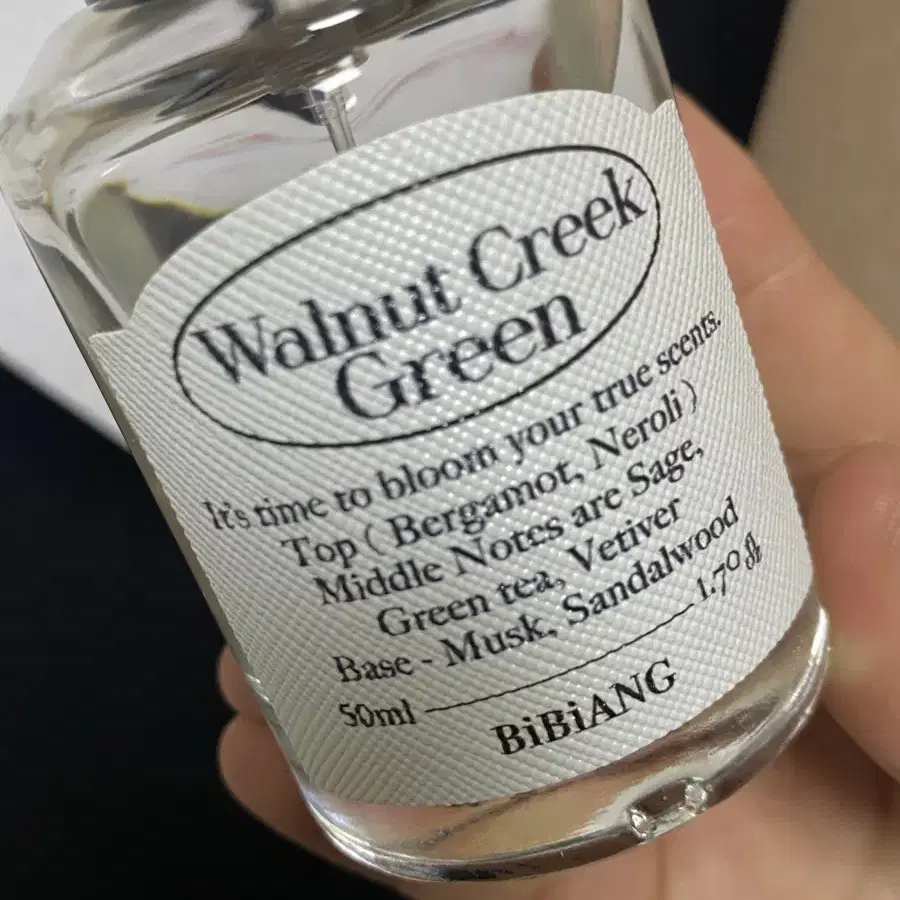 Walnut Creek
Green
It's time to bloom your true scents.
Top ( Bergamot, Neroli )
Middle Notes are Sage,
Green tea, Vetiver
Base - Musk, Sandalwood
50ml 1.70 fl
BiBiANG